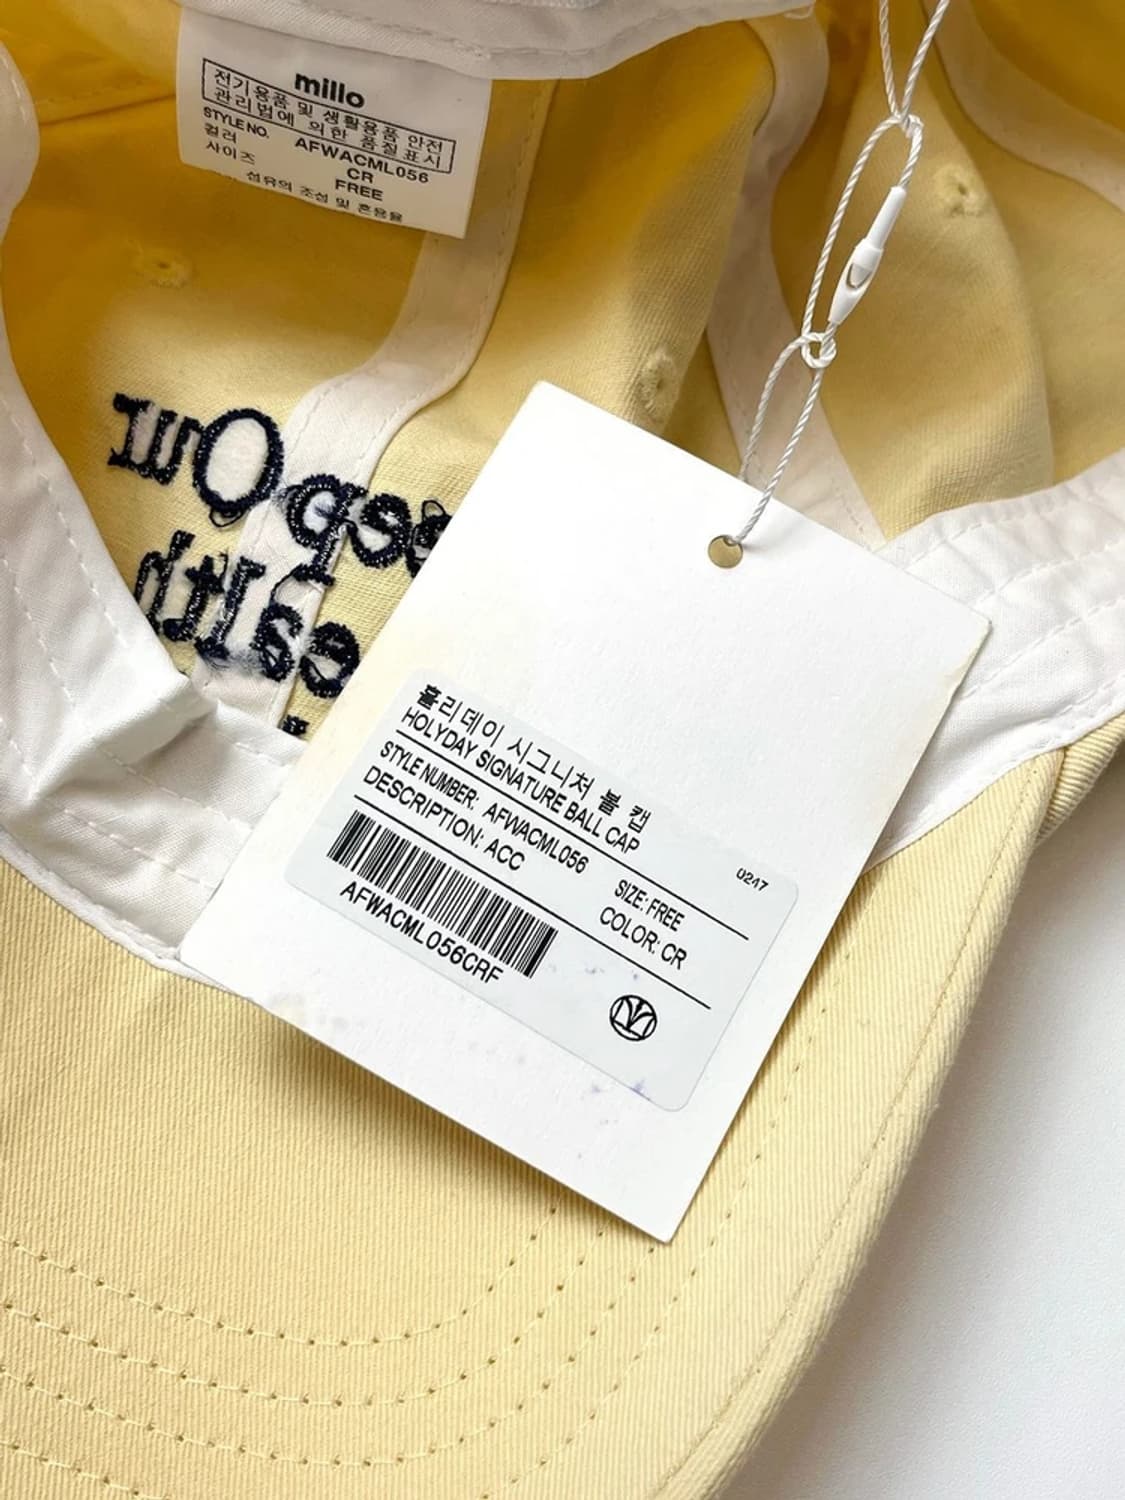 millo
전기용품 및 생활용품 안전
관리법에 의한 품질표시
STYLE NO. AFWACML056
컬러 CR
사이즈 FREE
섬유의 조성 및 혼용율
홀리데이 시그니처 볼 캡
HOLYDAY SIGNATURE BALL CAP
0247
STYLE NUMBER: AFWACML056 SIZE: FREE
DESCRIPTION: ACC COLOR: CR
AFWACML056CRF